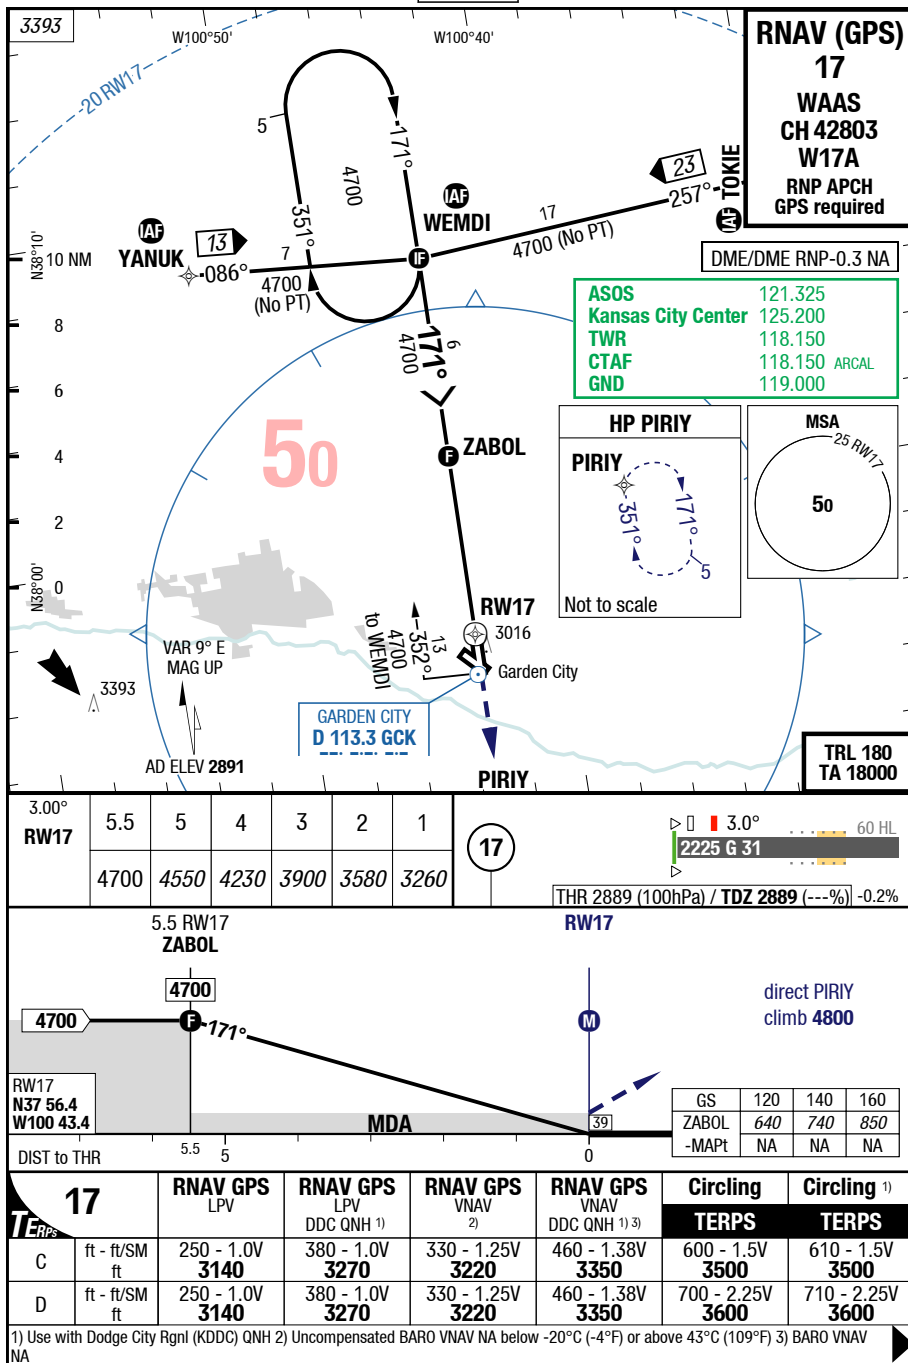 3393
W100°50'
W100°40'
RNAV (GPS)
17
WAAS
CH 42803
W17A
RNP APCH
GPS required
20 RW17
5
171°
4700
351°
IAF
WEMDI
IAF
YANUK
13
086°
7
4700
(No PT)
IF
17
4700 (No PT)
23
257°
IAF TOKIE
N38°10'
10 NM
8
6
4
2
0
N38°00'
DME/DME RNP-0.3 NA
ASOS 121.325
Kansas City Center 125.200
TWR 118.150
CTAF 118.150 ARCAL
GND 119.000
6
171°
4700
50
F ZABOL
HP PIRIY
PIRIY
351°
171°
5
Not to scale
MSA
25 RW17
50
RW17
3016
13
352°
4700
to WEMDI
Garden City
VAR 9° E
MAG UP
3393
GARDEN CITY
D 113.3 GCK
AD ELEV 2891
PIRIY
TRL 180
TA 18000
3.00°
RW17
5.5 5 4 3 2 1
4700 4550 4230 3900 3580 3260
17
3.0°
60 HL
2225 G 31
THR 2889 (100hPa) / TDZ 2889 (---%) -0.2%
5.5 RW17
ZABOL
RW17
4700
4700
F
171°
M
direct PIRIY
climb 4800
RW17
N37 56.4
W100 43.4
MDA
39
DIST to THR
5.5 5 0
GS 120 140 160
ZABOL 640 740 850
-MAPt NA NA NA
TERPs
17
RNAV GPS RNAV GPS RNAV GPS RNAV GPS Circling Circling 1)
LPV LPV VNAV VNAV
DDC QNH 1) 2) DDC QNH 1) 3) TERPS TERPS
C ft - ft/SM 250 - 1.0V 380 - 1.0V 330 - 1.25V 460 - 1.38V 600 - 1.5V 610 - 1.5V
ft 3140 3270 3220 3350 3500 3500
D ft - ft/SM 250 - 1.0V 380 - 1.0V 330 - 1.25V 460 - 1.38V 700 - 2.25V 710 - 2.25V
ft 3140 3270 3220 3350 3600 3600
1) Use with Dodge City Rgnl (KDDC) QNH 2) Uncompensated BARO VNAV NA below -20°C (-4°F) or above 43°C (109°F) 3) BARO VNAV
NA